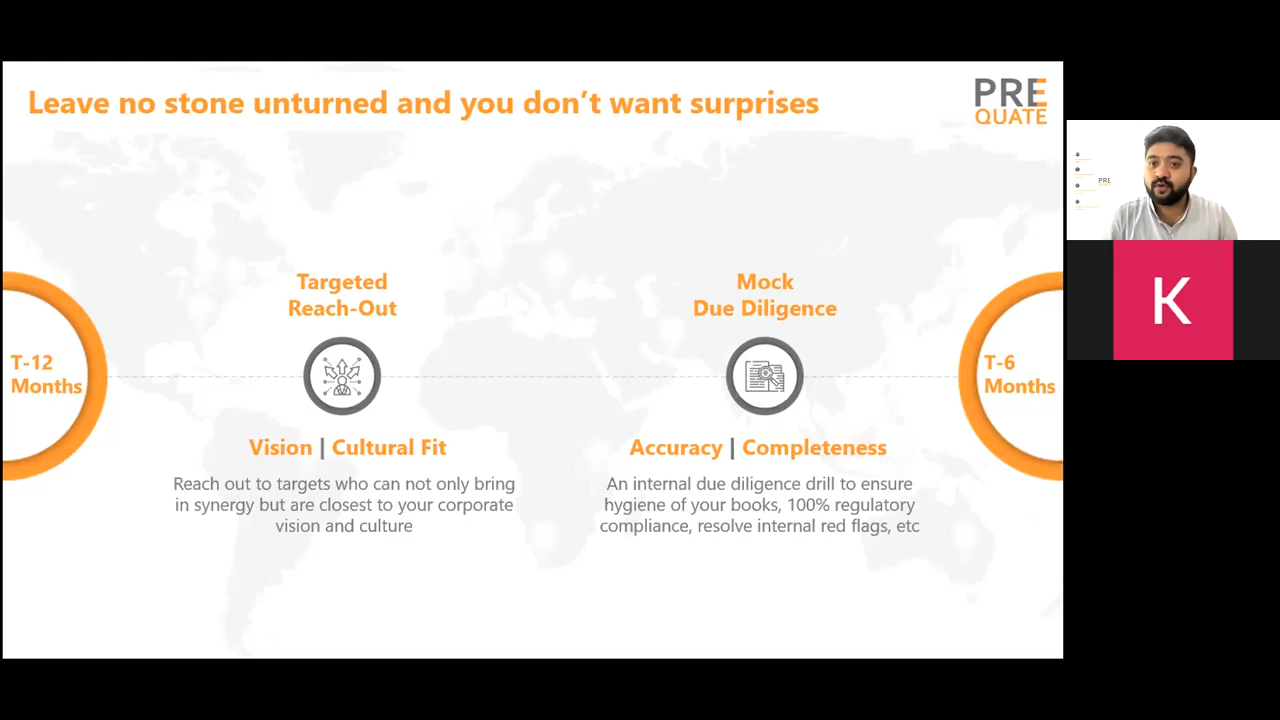 Leave no stone unturned and you don’t want surprises
PRE
QUATE
T-12
Months
Targeted
Reach-Out
Vision | Cultural Fit
Reach out to targets who can not only bring
in synergy but are closest to your corporate
vision and culture
Mock
Due Diligence
Accuracy | Completeness
An internal due diligence drill to ensure
hygiene of your books, 100% regulatory
compliance, resolve internal red flags, etc
T-6
Months
PRE
K